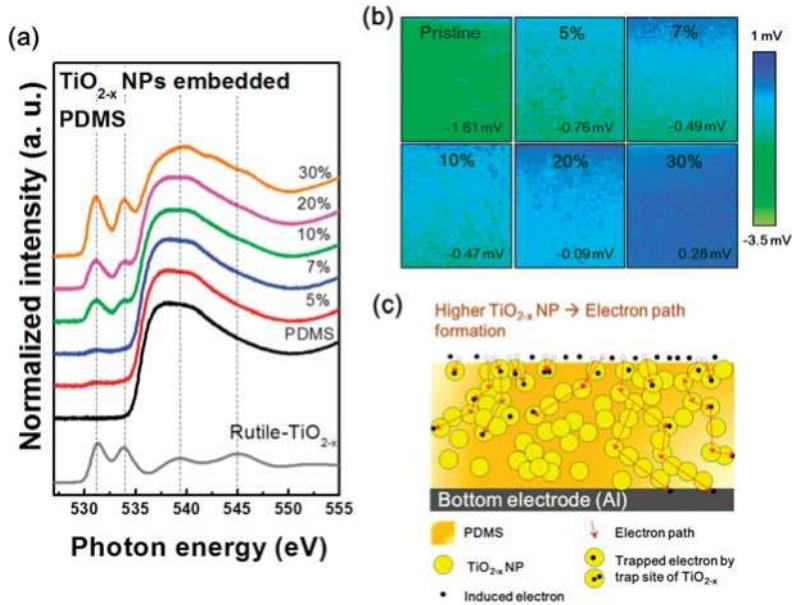 (a)
TiO2-x NPs embedded
PDMS
30%
20%
10%
7%
5%
PDMS
Rutile-TiO2-x
Normalized intensity (a. u.)
530 535 540 545 550 555
Photon energy (eV)
(b)
Pristine
-1.61 mV
5%
-0.76 mV
7%
-0.49 mV
10%
-0.47 mV
20%
-0.09 mV
30%
0.28 mV
1 mV
-3.5 mV
(c)
Higher TiO2-x NP → Electron path
formation
Bottom electrode (Al)
PDMS
TiO2-x NP
Induced electron
Electron path
Trapped electron by
trap site of TiO2-x